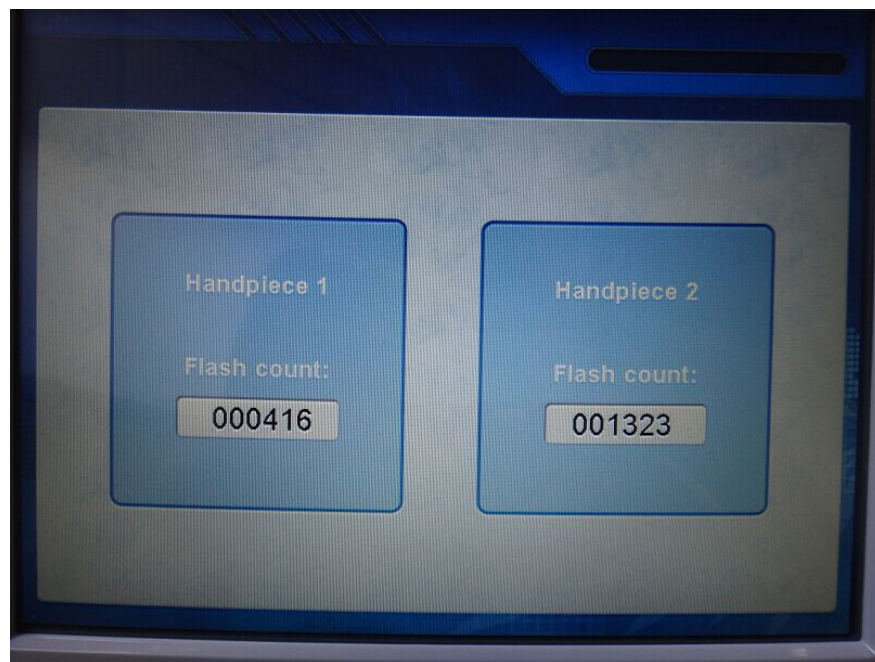 Handpiece 1
Flash count:
000416
Handpiece 2
Flash count:
001323